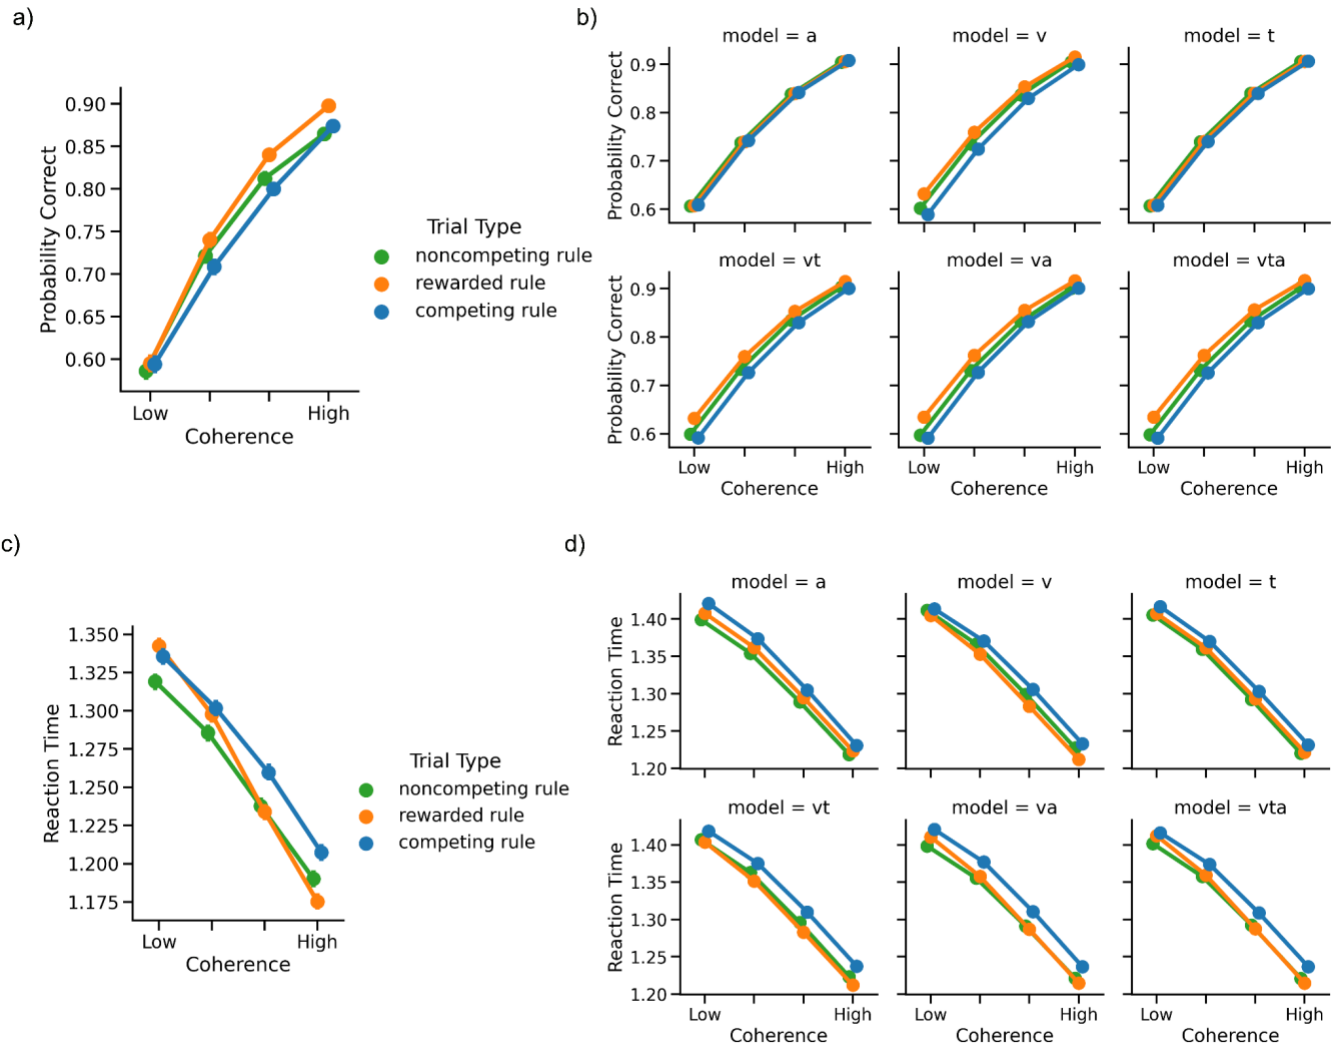 a)
0.90
0.85
0.80
0.75
0.70
0.65
0.60
Probability Correct
Low High
Coherence
Trial Type
noncompeting rule
rewarded rule
competing rule
b)
model = a model = v model = t
0.9
0.8
0.7
0.6
Probability Correct
model = vt model = va model = vta
0.9
0.8
0.7
0.6
Probability Correct
Low High Low High Low High
Coherence Coherence Coherence
c)
1.350
1.325
1.300
1.275
1.250
1.225
1.200
1.175
Reaction Time
Low High
Coherence
Trial Type
noncompeting rule
rewarded rule
competing rule
d)
model = a model = v model = t
1.40
1.35
1.30
1.25
1.20
Reaction Time
model = vt model = va model = vta
1.40
1.35
1.30
1.25
1.20
Reaction Time
Low High Low High Low High
Coherence Coherence Coherence